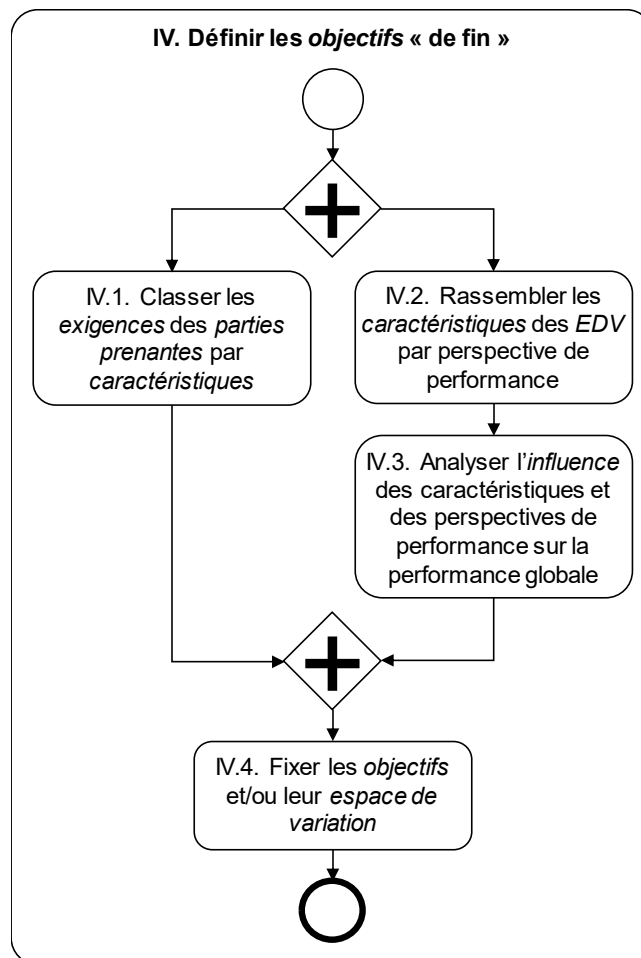 IV. Définir les objectifs « de fin »
IV.1. Classer les
exigences des parties
prenantes par
caractéristiques
IV.2. Rassembler les
caractéristiques des EDV
par perspective de
performance
IV.3. Analyser l'influence
des caractéristiques et
des perspectives de
performance sur la
performance globale
IV.4. Fixer les objectifs
et/ou leur espace de
variation